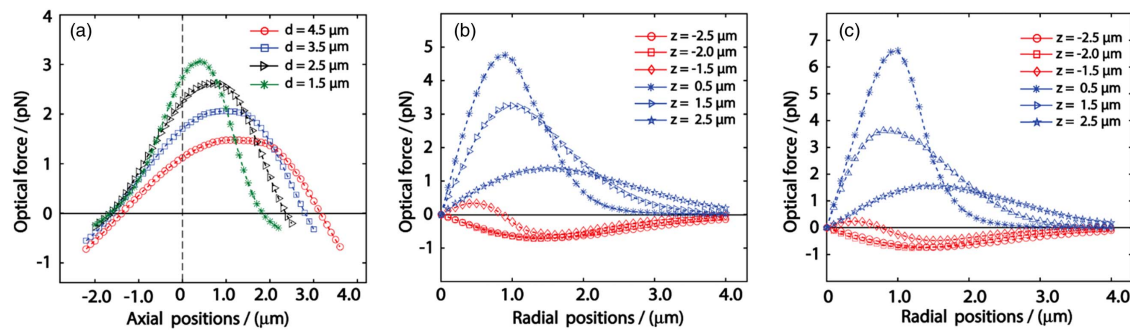 (a)
d = 4.5 μm
d = 3.5 μm
d = 2.5 μm
d = 1.5 μm
4
3
2
1
0
-1
Optical force / (pN)
-2.0 -1.0 0 1.0 2.0 3.0 4.0
Axial positions / (μm)
(b)
z = -2.5 μm
z = -2.0 μm
z = -1.5 μm
z = 0.5 μm
z = 1.5 μm
z = 2.5 μm
5
4
3
2
1
0
-1
Optical force / (pN)
0 1.0 2.0 3.0 4.0
Radial positions / (μm)
(c)
z = -2.5 μm
z = -2.0 μm
z = -1.5 μm
z = 0.5 μm
z = 1.5 μm
z = 2.5 μm
7
6
5
4
3
2
1
0
-1
Optical force / (pN)
0 1.0 2.0 3.0 4.0
Radial positions / (μm)